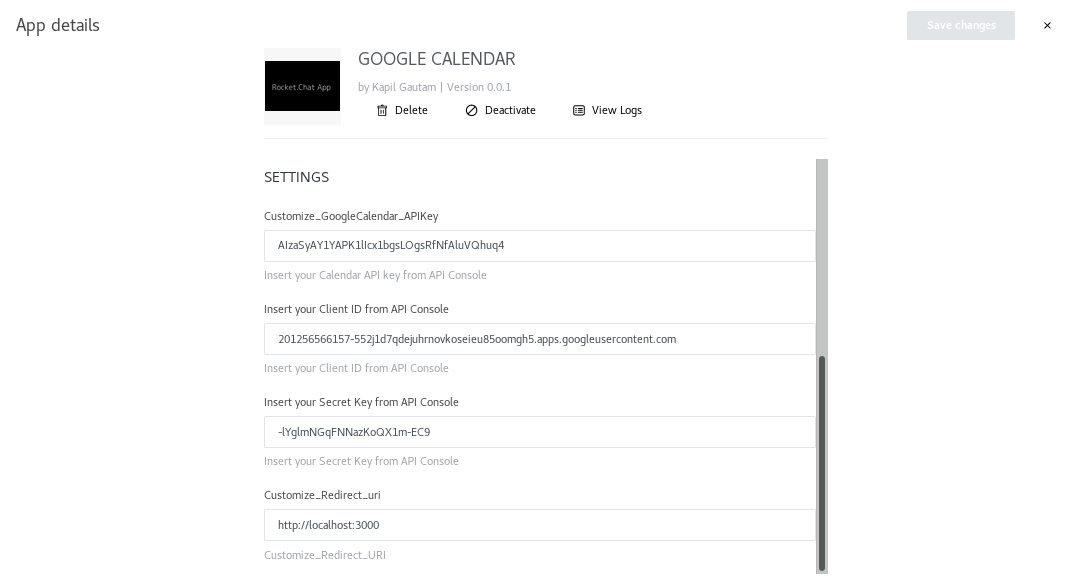 App details
Save changes
×
GOOGLE CALENDAR
Rocket.Chat App
by Kapil Gautam | Version 0.0.1
Delete
Deactivate
View Logs
SETTINGS
Customize_GoogleCalendar_APIKey
AIzaSyAY1YAPK1lIcx1bgsLOgsRfNfAluVQhuq4
Insert your Calendar API key from API Console
Insert your Client ID from API Console
201256566157-552j1d7qdejuhrnovkoseieu85oomgh5.apps.googleusercontent.com
Insert your Client ID from API Console
Insert your Secret Key from API Console
-lYglmNGqFNNazKoQX1m-EC9
Insert your Secret Key from API Console
Customize_Redirect_uri
http://localhost:3000
Customize_Redirect_URI